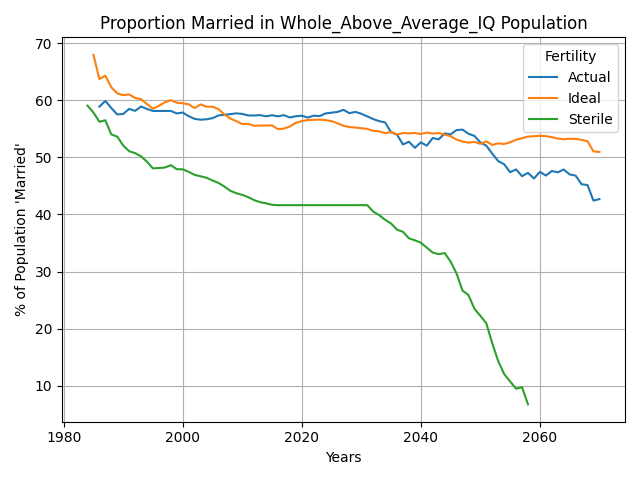 Proportion Married in Whole_Above_Average_IQ Population
Fertility
Actual
Ideal
Sterile
% of Population 'Married'
70
60
50
40
30
20
10
1980
2000
2020
2040
2060
Years